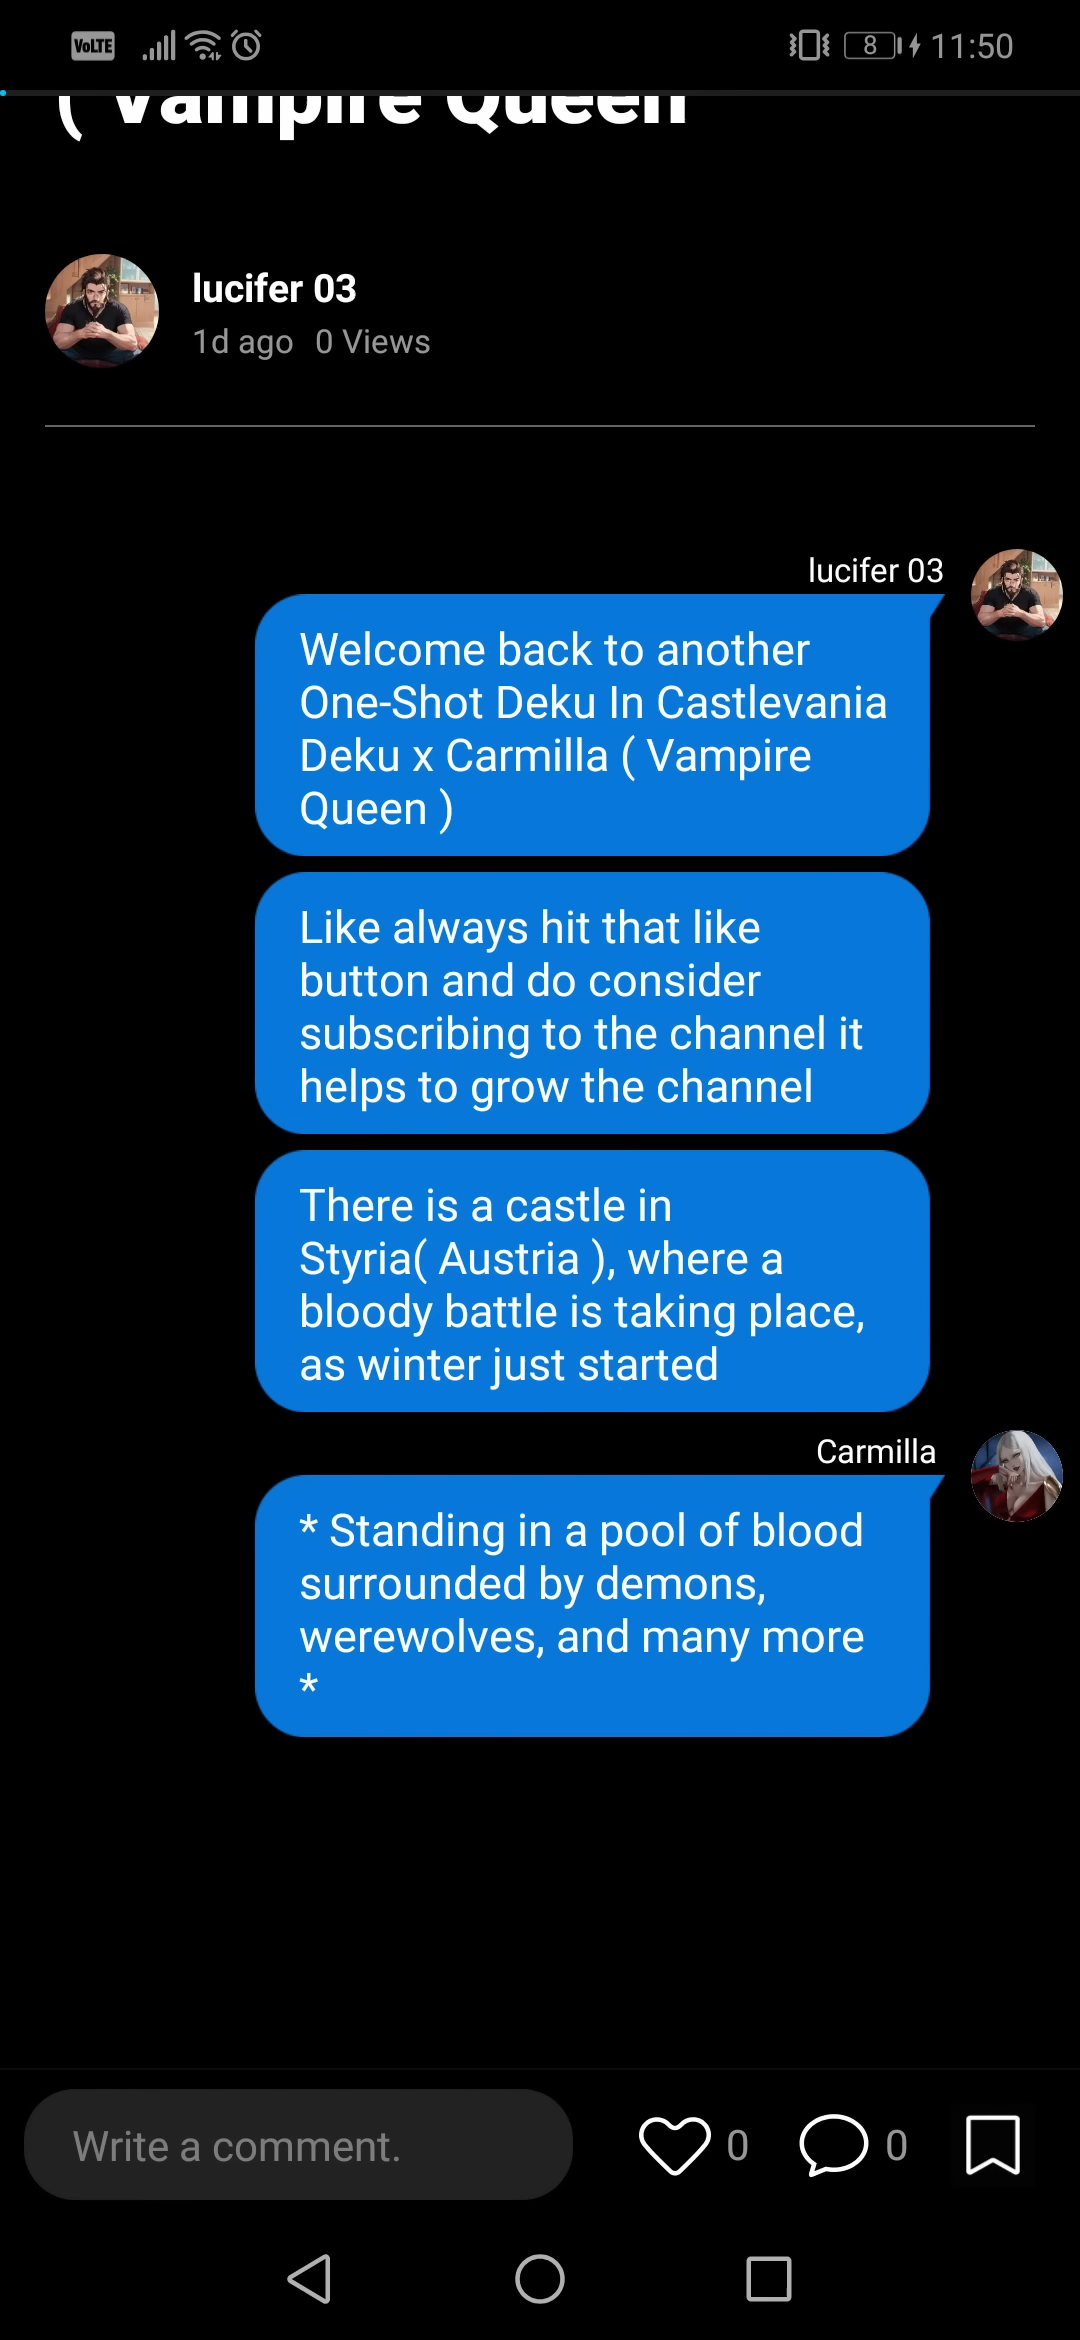 VoLTE
8
11:50
( Vampire Queen
lucifer 03
1d ago 0 Views
lucifer 03
Welcome back to another
One-Shot Deku In Castlevania
Deku x Carmilla ( Vampire
Queen )
Like always hit that like
button and do consider
subscribing to the channel it
helps to grow the channel
There is a castle in
Styria( Austria ), where a
bloody battle is taking place,
as winter just started
Carmilla
* Standing in a pool of blood
surrounded by demons,
werewolves, and many more
*
Write a comment.
0
0